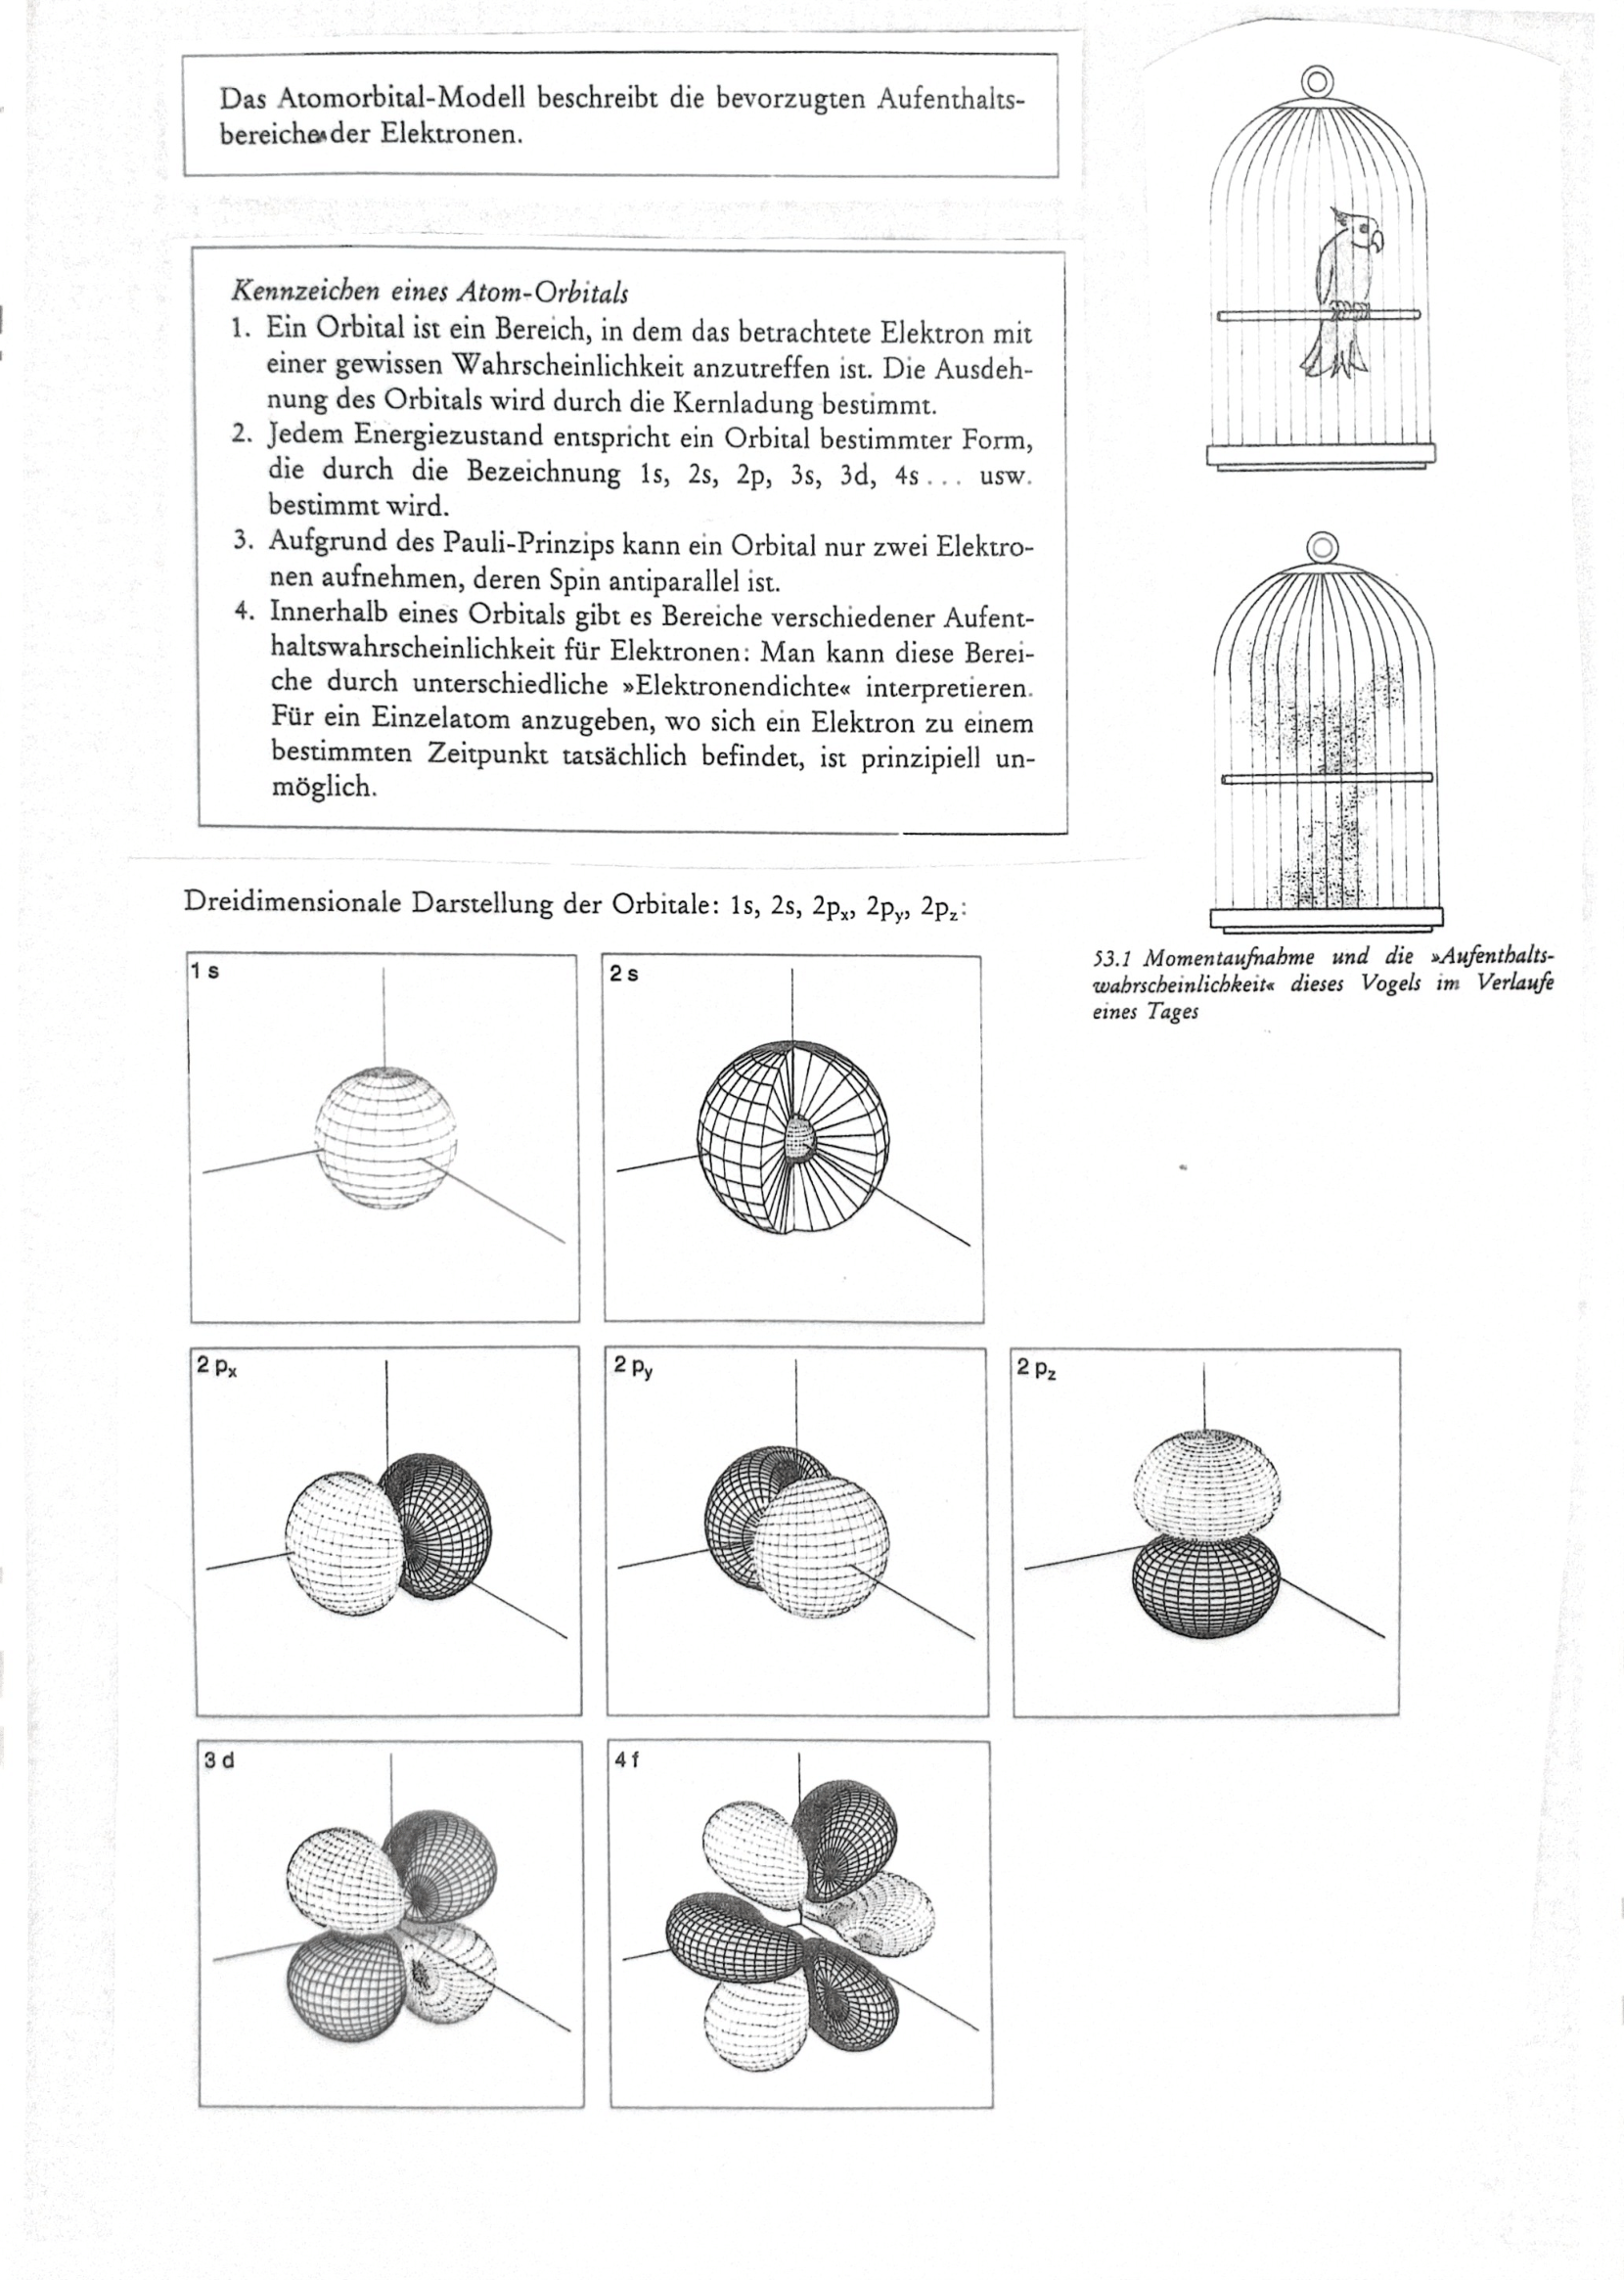 Das Atomorbital-Modell beschreibt die bevorzugten Aufenthalts-
bereiche der Elektronen.
Kennzeichen eines Atom-Orbitals
1. Ein Orbital ist ein Bereich, in dem das betrachtete Elektron mit
einer gewissen Wahrscheinlichkeit anzutreffen ist. Die Ausdeh-
nung des Orbitals wird durch die Kernladung bestimmt.
2. Jedem Energiezustand entspricht ein Orbital bestimmter Form,
die durch die Bezeichnung 1s, 2s, 2p, 3s, 3d, 4s... usw.
bestimmt wird.
3. Aufgrund des Pauli-Prinzips kann ein Orbital nur zwei Elektro-
nen aufnehmen, deren Spin antiparallel ist.
4. Innerhalb eines Orbitals gibt es Bereiche verschiedener Aufent-
haltswahrscheinlichkeit für Elektronen: Man kann diese Berei-
che durch unterschiedliche »Elektronendichte« interpretieren.
Für ein Einzelatom anzugeben, wo sich ein Elektron zu einem
bestimmten Zeitpunkt tatsächlich befindet, ist prinzipiell un-
möglich.
53.1 Momentaufnahme und die »Aufenthalts-
wahrscheinlichkeit« dieses Vogels im Verlaufe
eines Tages
Dreidimensionale Darstellung der Orbitale: 1s, 2s, 2pₓ, 2pᵧ, 2p_z:
1 s
2 s
2 pₓ
2 pᵧ
2 p_z
3 d
4 f